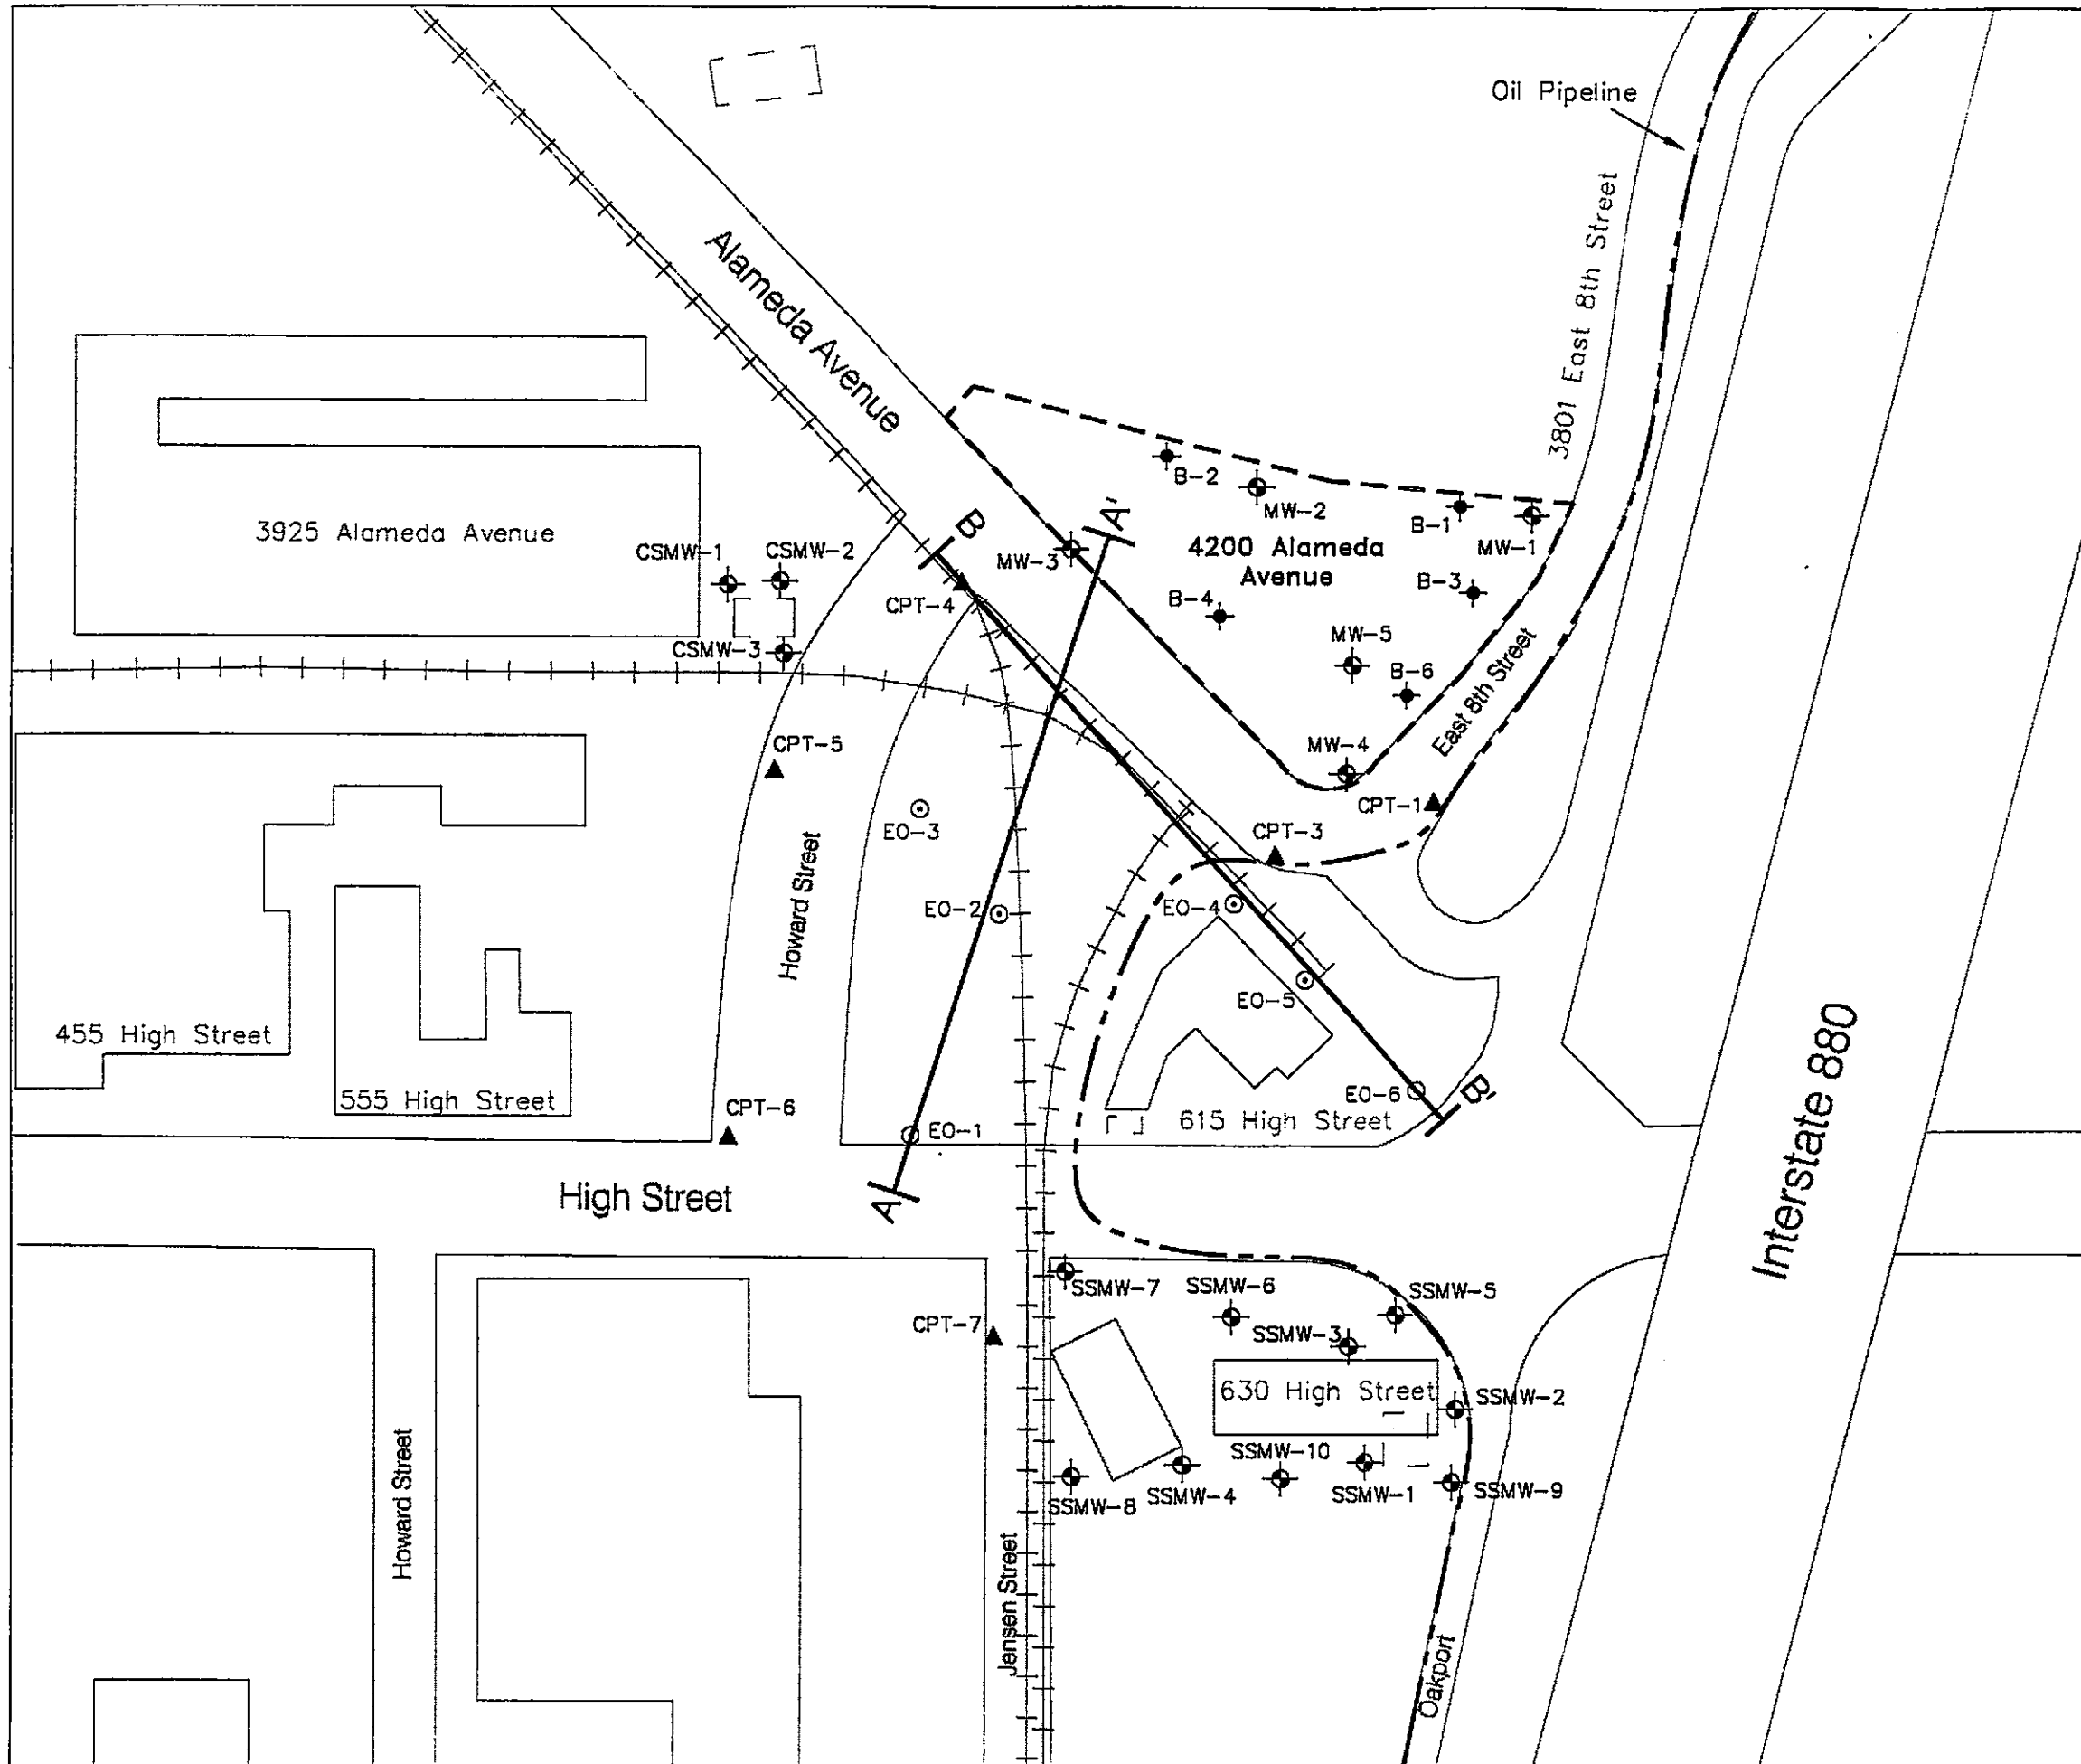 Oil Pipeline
3801 East 8th Street
Alameda Avenue
B-2
MW-2
B-1
MW-1
A'
B
MW-3
4200 Alameda
Avenue
3925 Alameda Avenue
CSMW-1
CSMW-2
CPT-4
B-4
B-3
CSMW-3
MW-5
B-6
East 8th Street
CPT-5
MW-4
CPT-1
EO-3
CPT-3
Howard Street
EO-2
EO-4
EO-5
455 High Street
555 High Street
CPT-6
EO-1
EO-6
B'
615 High Street
Interstate 880
High Street
A
SSMW-7
SSMW-6
SSMW-5
CPT-7
SSMW-3
630 High Street
SSMW-2
SSMW-10
SSMW-8
SSMW-4
SSMW-1
SSMW-9
Howard Street
Jensen Street
Oakport